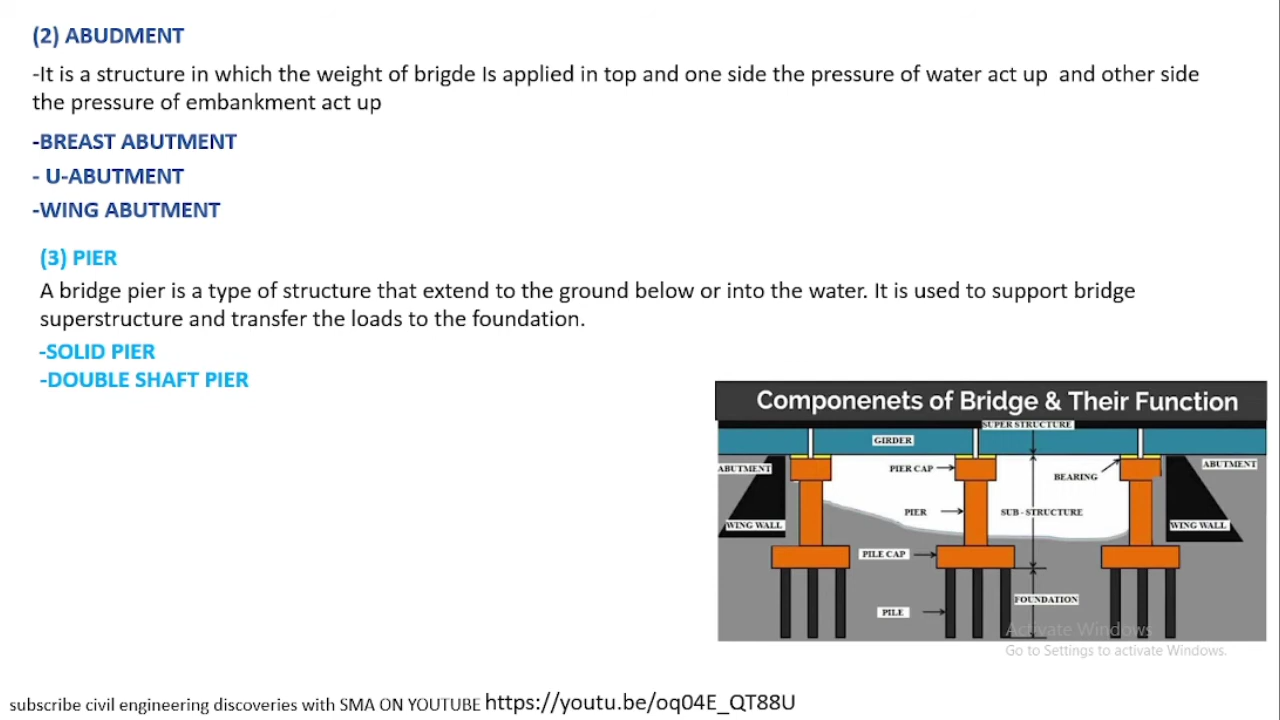 (2) ABUDMENT
-It is a structure in which the weight of brigde Is applied in top and one side the pressure of water act up and other side
the pressure of embankment act up
-BREAST ABUTMENT
- U-ABUTMENT
-WING ABUTMENT
(3) PIER
A bridge pier is a type of structure that extend to the ground below or into the water. It is used to support bridge
superstructure and transfer the loads to the foundation.
-SOLID PIER
-DOUBLE SHAFT PIER
Componenets of Bridge & Their Function
SUPER STRUCTURE
GIRDER
ABUTMENT
PIER CAP
BEARING
ABUTMENT
PIER
SUB - STRUCTURE
WING WALL
WING WALL
PILE CAP
FOUNDATION
PILE
Activate Windows
Go to Settings to activate Windows.
subscribe civil engineering discoveries with SMA ON YOUTUBE https://youtu.be/oq04E_QT88U